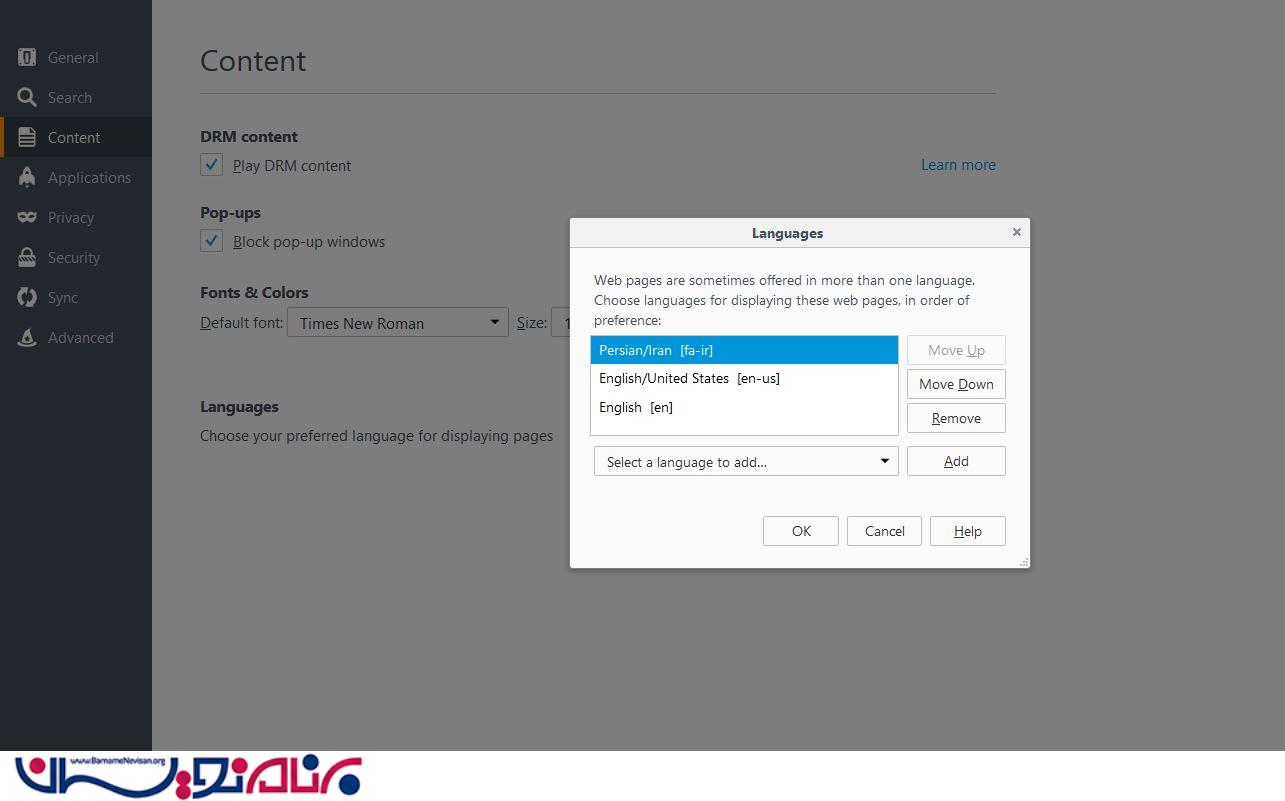 General
Search
Content
Applications
Privacy
Security
Sync
Advanced
Content
DRM content
Play DRM content
Learn more
Pop-ups
Block pop-up windows
Fonts & Colors
Default font: Times New Roman Size: 1
Languages
Choose your preferred language for displaying pages
Languages
Web pages are sometimes offered in more than one language.
Choose languages for displaying these web pages, in order of
preference:
Persian/Iran [fa-ir]
English/United States [en-us]
English [en]
Move Up
Move Down
Remove
Select a language to add...
Add
OK
Cancel
Help
www.BarnameNevisan.org
برنامه نویسان